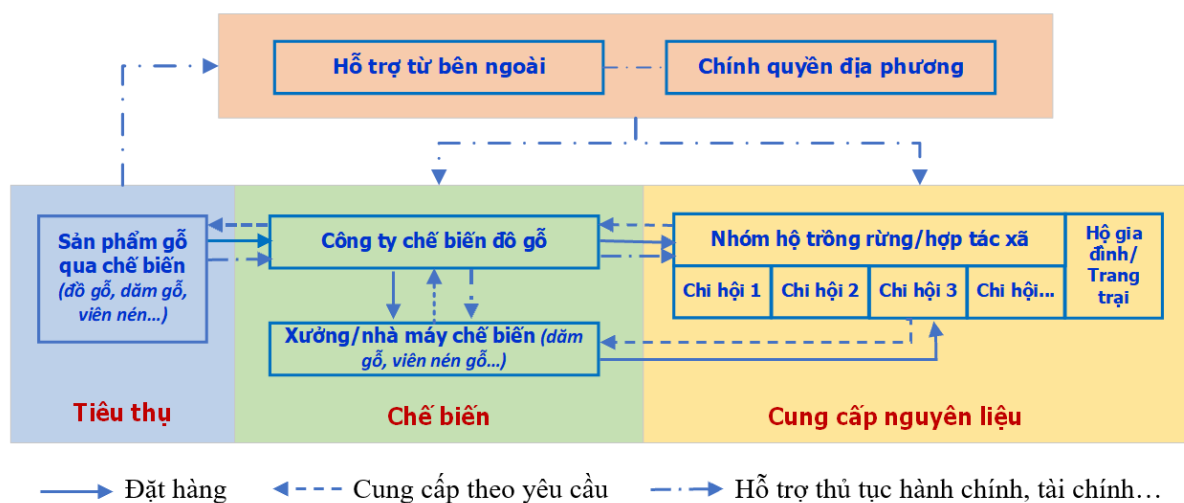 Hỗ trợ từ bên ngoài
Chính quyền địa phương
Sản phẩm gỗ
qua chế biến
(đồ gỗ, dăm gỗ,
viên nén...)
Công ty chế biến đồ gỗ
Nhóm hộ trồng rừng/hợp tác xã
Chi hội 1
Chi hội 2
Chi hội 3
Chi hội...
Hộ gia
đình/
Trang
trại
Xưởng/nhà máy chế biến (dăm
gỗ, viên nén gỗ...)
Tiêu thụ
Chế biến
Cung cấp nguyên liệu
Đặt hàng
Cung cấp theo yêu cầu
Hỗ trợ thủ tục hành chính, tài chính…